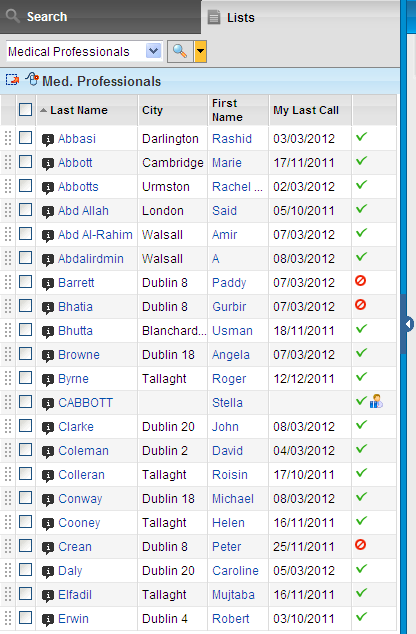 Search Lists
Medical Professionals
Med. Professionals
Last Name City First Name My Last Call
Abbasi Darlington Rashid 03/03/2012
Abbott Cambridge Marie 17/11/2011
Abbotts Urmston Rachel ... 02/03/2012
Abd Allah London Said 05/10/2011
Abd Al-Rahim Walsall Amir 07/03/2012
Abdalirdmin Walsall A 08/03/2012
Barrett Dublin 8 Paddy 07/03/2012
Bhatia Dublin 8 Gurbir 07/03/2012
Bhutta Blanchard... Usman 18/11/2011
Browne Dublin 18 Angela 07/03/2012
Byrne Tallaght Roger 12/12/2011
CABBOTT Stella
Clarke Dublin 20 John 08/03/2012
Coleman Dublin 2 David 04/03/2012
Colleran Tallaght Roisin 17/10/2011
Conway Dublin 18 Michael 08/03/2012
Cooney Tallaght Helen 16/11/2011
Crean Dublin 8 Peter 25/11/2011
Daly Dublin 20 Caroline 05/03/2012
Elfadil Tallaght Mujtaba 16/11/2011
Erwin Dublin 4 Robert 03/10/2011